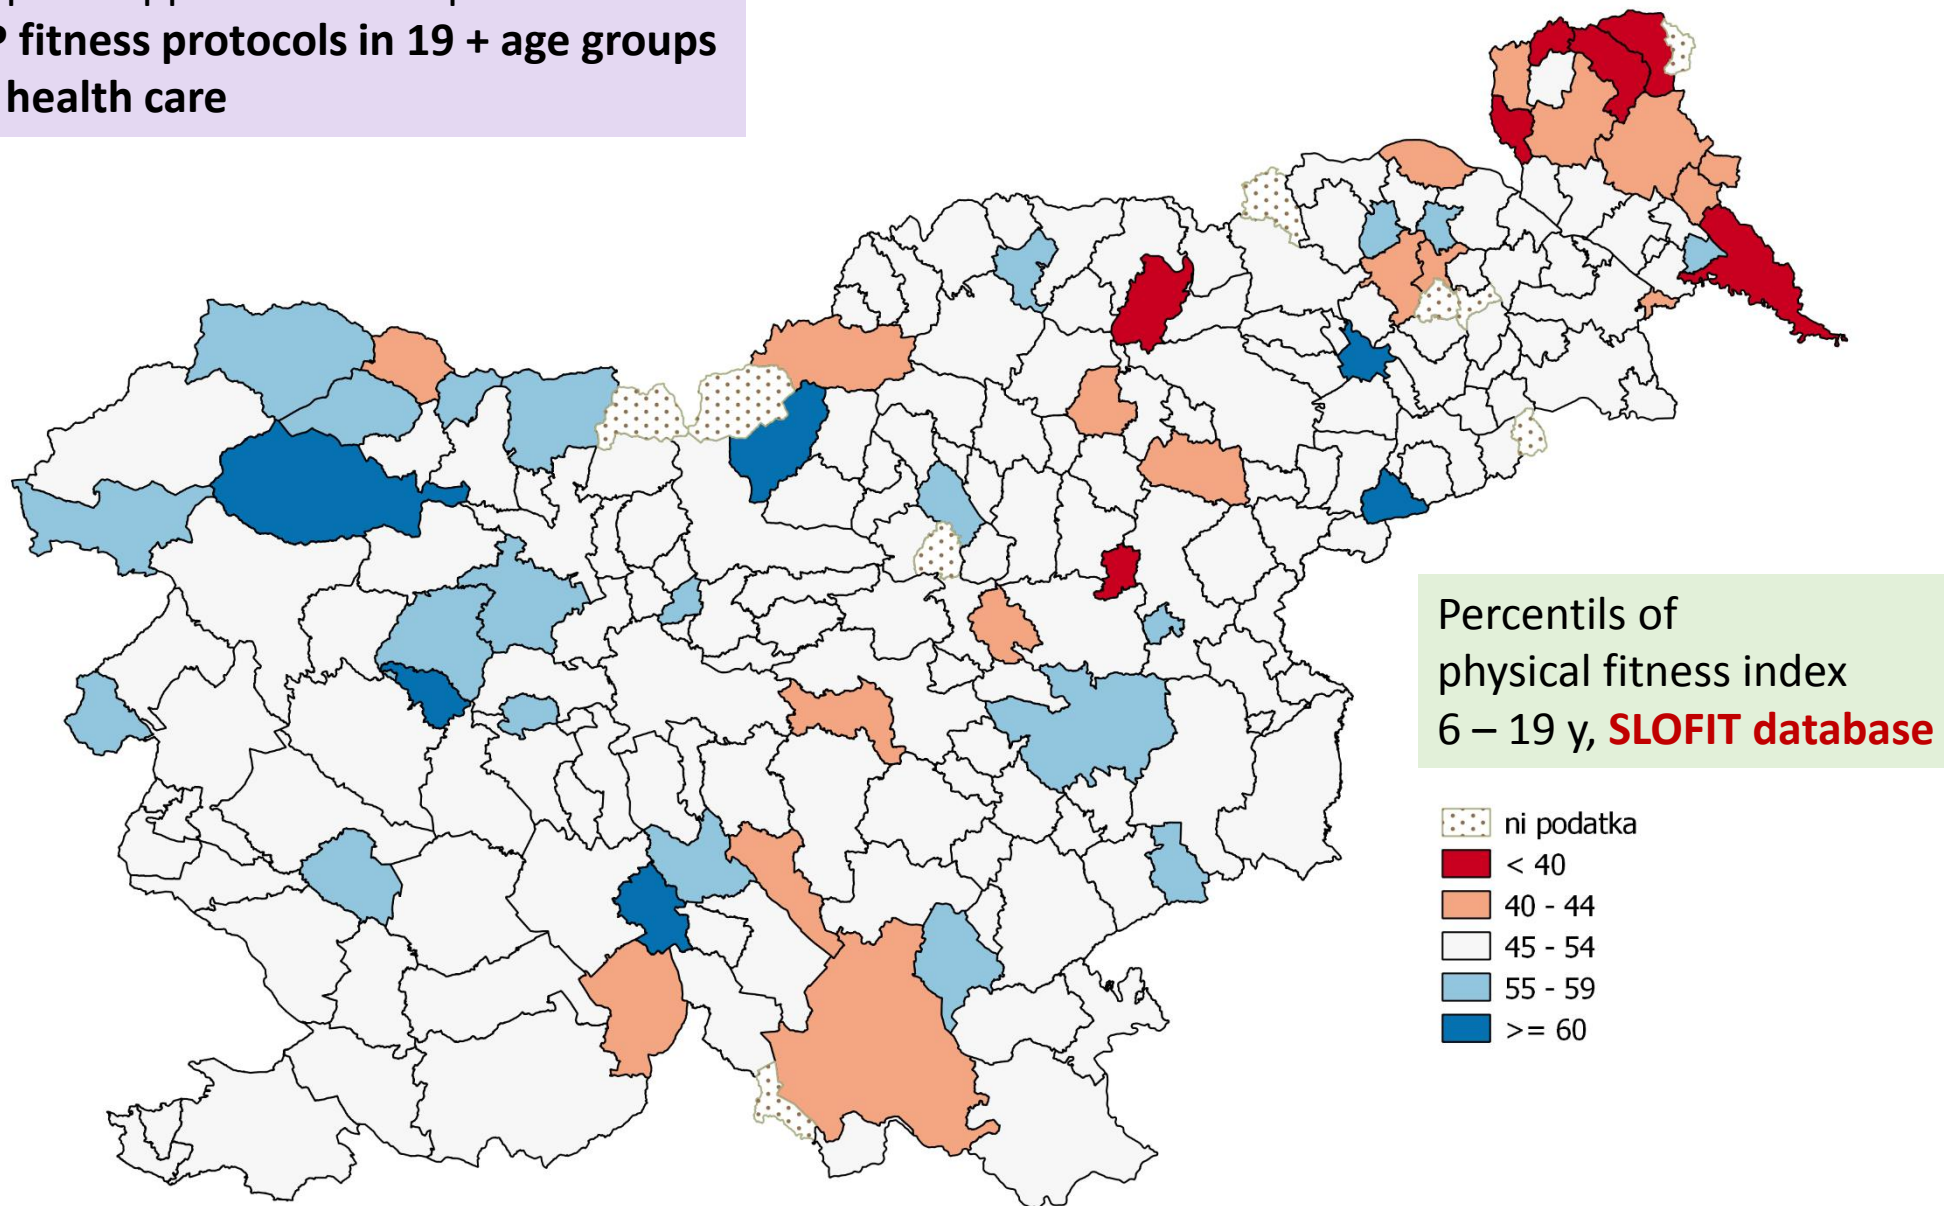 P fitness protocols in 19 + age groups
health care
Percentils of
physical fitness index
6 – 19 y, SLOFIT database
ni podatka
< 40
40 - 44
45 - 54
55 - 59
>= 60